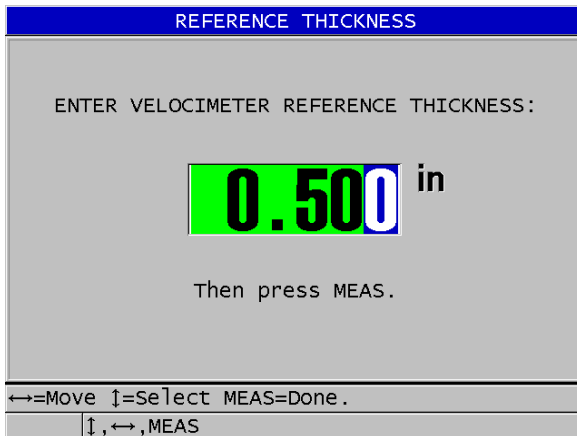 REFERENCE THICKNESS
ENTER VELOCIMETER REFERENCE THICKNESS:
0.500 in
Then press MEAS.
↔=Move ↕=Select MEAS=Done.
↕,↔,MEAS